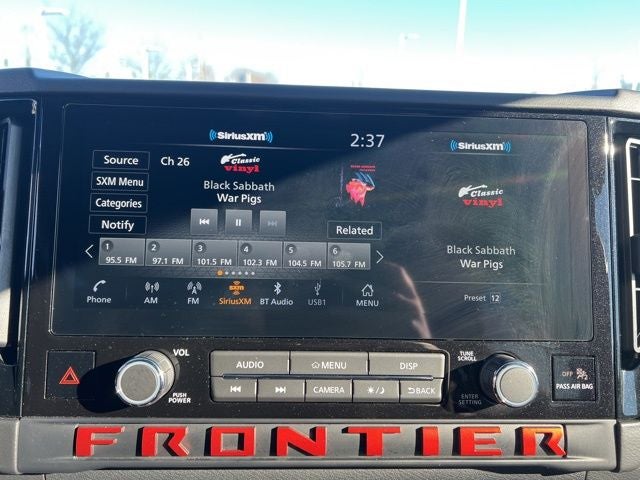 SiriusXM 2:37 SiriusXM
Source Ch 26 Classic vinyl
SXM Menu
Categories Black Sabbath
War Pigs
Notify
Related
Classic vinyl
Black Sabbath
War Pigs
1 2 3 4 5 6
95.5 FM 97.1 FM 101.5 FM 102.3 FM 104.5 FM 105.7 FM
Phone AM FM SiriusXM BT Audio USB1 MENU
Preset 12
VOL AUDIO MENU DISP TUNE SCROLL
PUSH POWER CAMERA BACK ENTER SETTING
OFF
PASS AIR BAG
FRONTIER